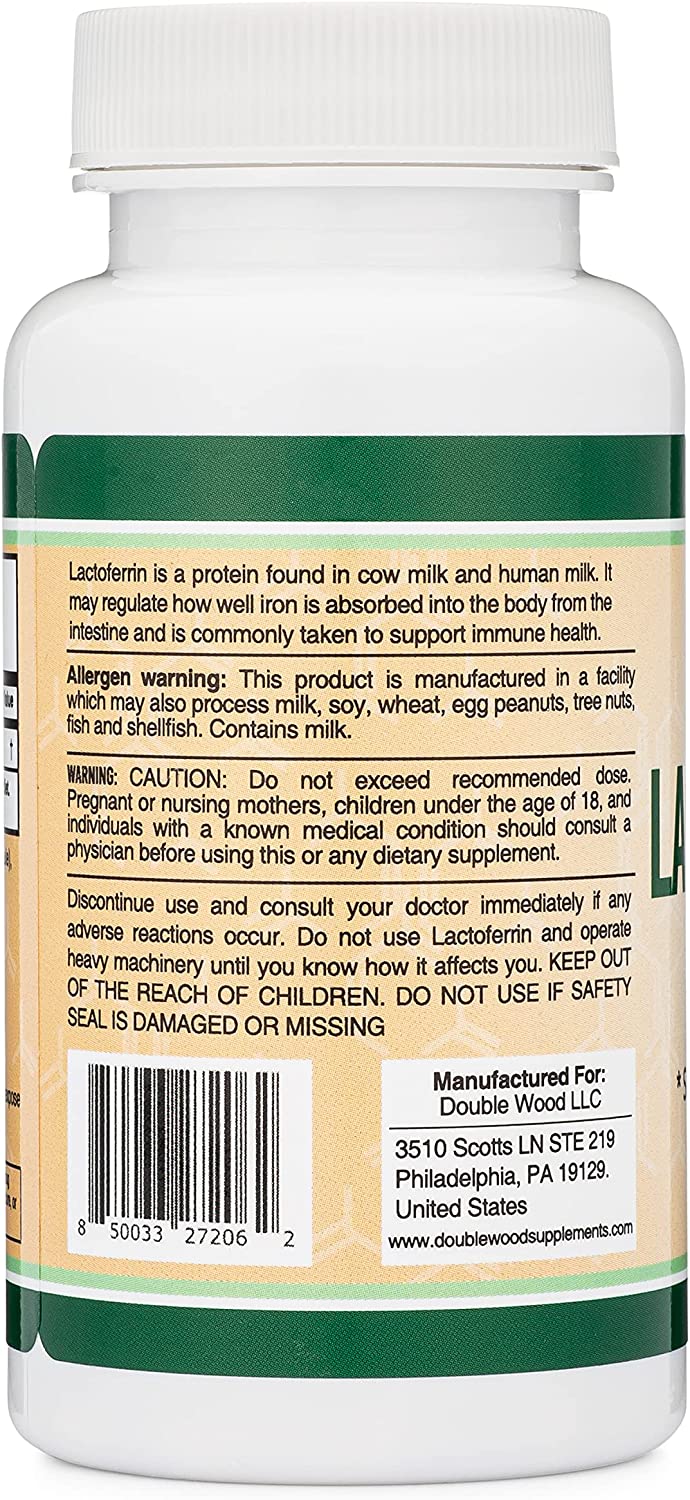 Lactoferrin is a protein found in cow milk and human milk. It
may regulate how well iron is absorbed into the body from the
intestine and is commonly taken to support immune health.
Allergen warning: This product is manufactured in a facility
which may also process milk, soy, wheat, egg peanuts, tree nuts,
fish and shellfish. Contains milk.
WARNING: CAUTION: Do not exceed recommended dose.
Pregnant or nursing mothers, children under the age of 18, and
individuals with a known medical condition should consult a
physician before using this or any dietary supplement.
Discontinue use and consult your doctor immediately if any
adverse reactions occur. Do not use Lactoferrin and operate
heavy machinery until you know how it affects you. KEEP OUT
OF THE REACH OF CHILDREN. DO NOT USE IF SAFETY
SEAL IS DAMAGED OR MISSING
8 50033 27206 2
Manufactured For:
Double Wood LLC
3510 Scotts LN STE 219
Philadelphia, PA 19129.
United States
www.doublewoodsupplements.com
LA